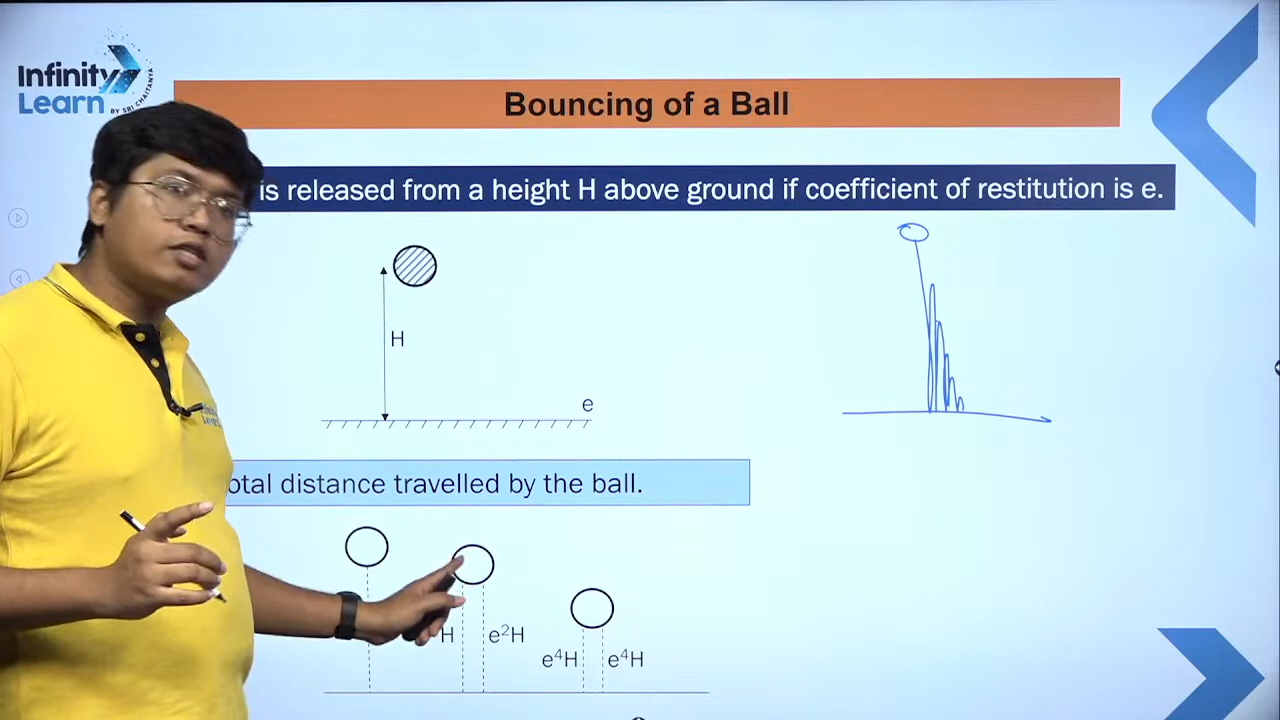 Infinity
Learn
BY SRI CHAITANYA
Bouncing of a Ball
is released from a height H above ground if coefficient of restitution is e.
H
e
otal distance travelled by the ball.
H
e²H
e⁴H
e⁴H